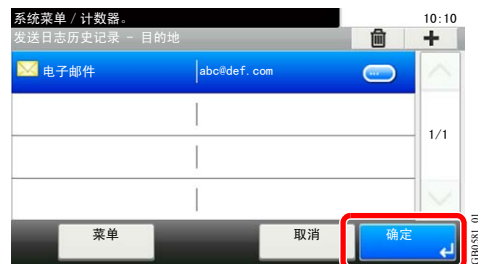 系统菜单 / 计数器。
10:10
发送日志历史记录 - 目的地
电子邮件 abc@def.com
1/1
菜单 取消 确定
GB0581_01